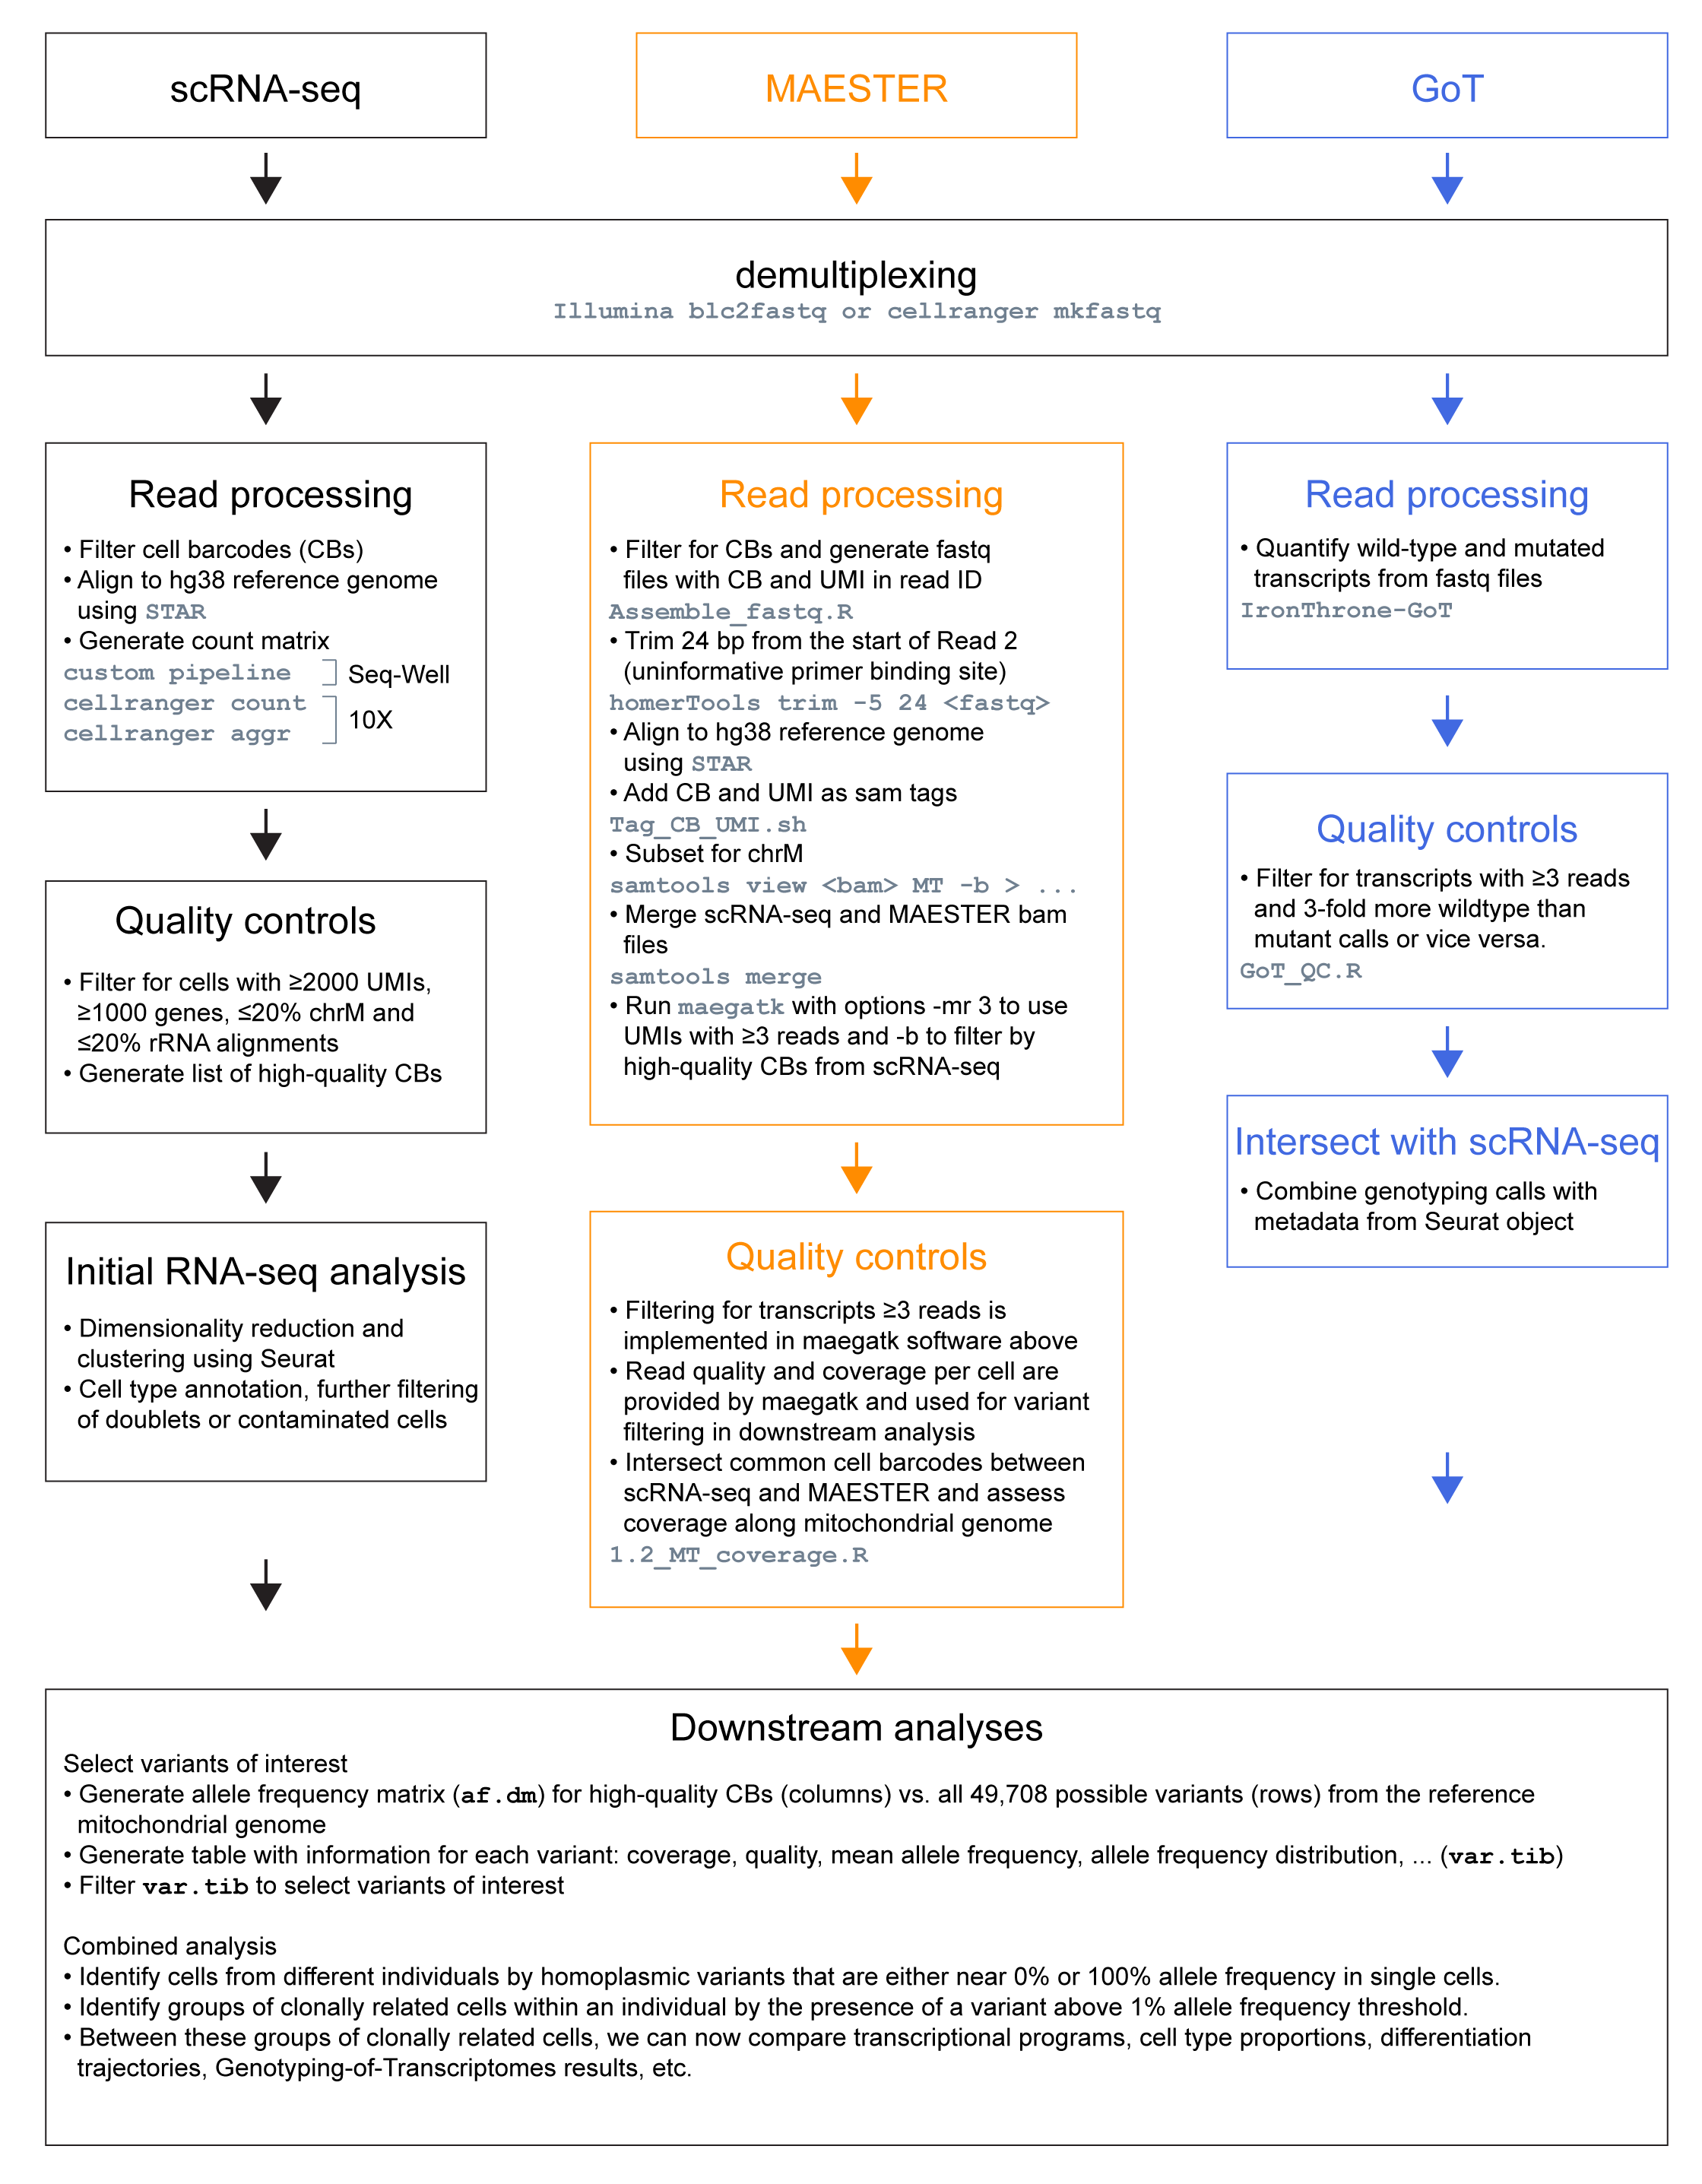 scRNA-seq
MAESTER
GoT
demultiplexing
Illumina blc2fastq or cellranger mkfastq
Read processing
• Filter cell barcodes (CBs)
• Align to hg38 reference genome
using STAR
• Generate count matrix
custom pipeline
Seq-Well
cellranger count
cellranger aggr
10X
Quality controls
• Filter for cells with ≥2000 UMIs,
≥1000 genes, ≤20% chrM and
≤20% rRNA alignments
• Generate list of high-quality CBs
Initial RNA-seq analysis
• Dimensionality reduction and
clustering using Seurat
• Cell type annotation, further filtering
of doublets or contaminated cells
Read processing
• Filter for CBs and generate fastq
files with CB and UMI in read ID
Assemble_fastq.R
• Trim 24 bp from the start of Read 2
(uninformative primer binding site)
homerTools trim -5 24 <fastq>
• Align to hg38 reference genome
using STAR
• Add CB and UMI as sam tags
Tag_CB_UMI.sh
• Subset for chrM
samtools view <bam> MT -b > ...
• Merge scRNA-seq and MAESTER bam
files
samtools merge
• Run maegatk with options -mr 3 to use
UMIs with ≥3 reads and -b to filter by
high-quality CBs from scRNA-seq
Quality controls
• Filtering for transcripts ≥3 reads is
implemented in maegatk software above
• Read quality and coverage per cell are
provided by maegatk and used for variant
filtering in downstream analysis
• Intersect common cell barcodes between
scRNA-seq and MAESTER and assess
coverage along mitochondrial genome
1.2_MT_coverage.R
Read processing
• Quantify wild-type and mutated
transcripts from fastq files
IronThrone-GoT
Quality controls
• Filter for transcripts with ≥3 reads
and 3-fold more wildtype than
mutant calls or vice versa.
GoT_QC.R
Intersect with scRNA-seq
• Combine genotyping calls with
metadata from Seurat object
Downstream analyses
Select variants of interest
• Generate allele frequency matrix (af.dm) for high-quality CBs (columns) vs. all 49,708 possible variants (rows) from the reference
mitochondrial genome
• Generate table with information for each variant: coverage, quality, mean allele frequency, allele frequency distribution, ... (var.tib)
• Filter var.tib to select variants of interest
Combined analysis
• Identify cells from different individuals by homoplasmic variants that are either near 0% or 100% allele frequency in single cells.
• Identify groups of clonally related cells within an individual by the presence of a variant above 1% allele frequency threshold.
• Between these groups of clonally related cells, we can now compare transcriptional programs, cell type proportions, differentiation
trajectories, Genotyping-of-Transcriptomes results, etc.